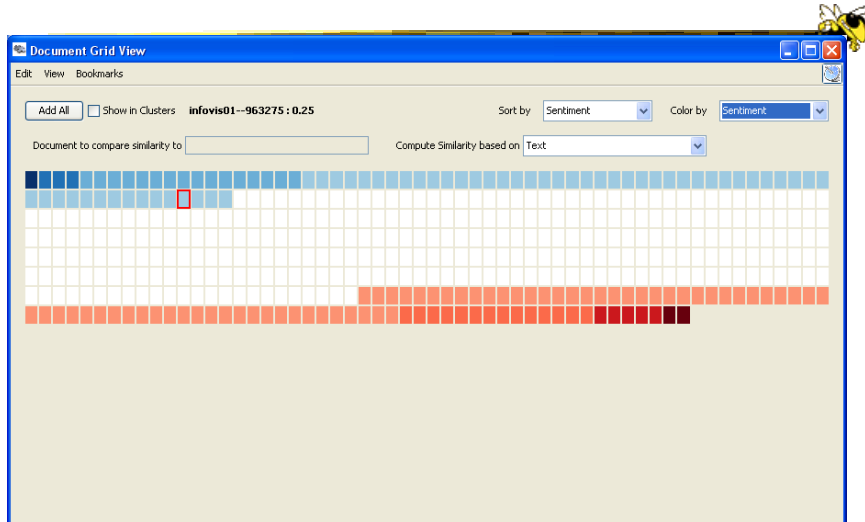 Document Grid View
Edit View Bookmarks
Add All Show in Clusters infovis01--963275 : 0.25 Sort by Sentiment Color by Sentiment
Document to compare similarity to Compute Similarity based on Text